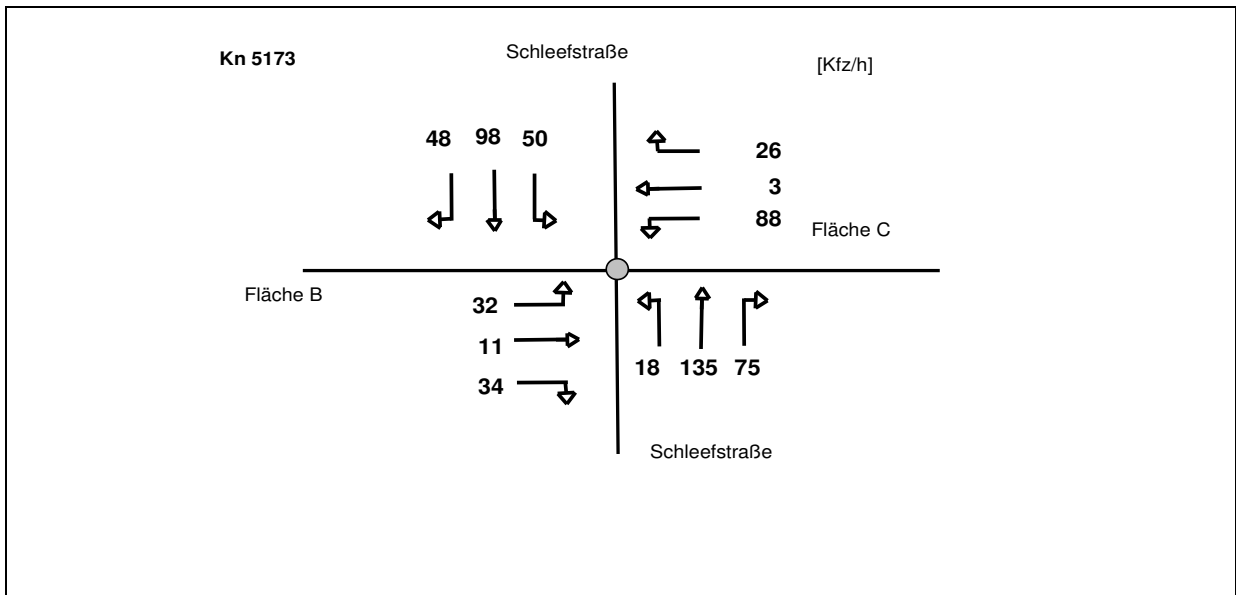 Kn 5173
Schleefstraße
[Kfz/h]
48 98 50
26
3
88
Fläche C
Fläche B
32
11
34
18 135 75
Schleefstraße